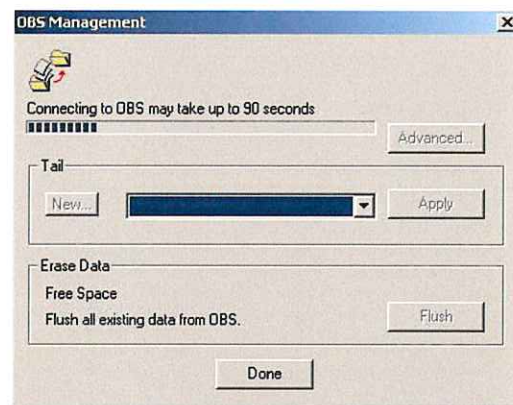 OBS Management
Connecting to OBS may take up to 90 seconds
Advanced...
Tail
New...
Apply
Erase Data
Free Space
Flush all existing data from OBS.
Flush
Done